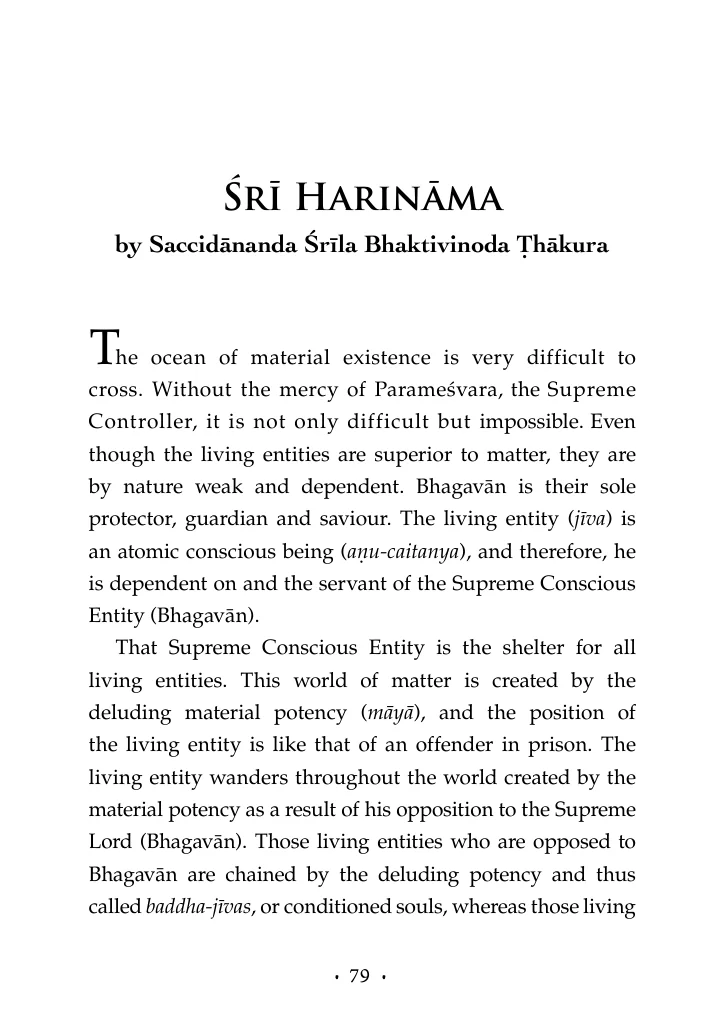 Śrī Harināma
by Saccidānanda Śrīla Bhaktivinoda Ṭhākura
The ocean of material existence is very difficult to
cross. Without the mercy of Parameśvara, the Supreme
Controller, it is not only difficult but impossible. Even
though the living entities are superior to matter, they are
by nature weak and dependent. Bhagavān is their sole
protector, guardian and saviour. The living entity (jīva) is
an atomic conscious being (aṇu-caitanya), and therefore, he
is dependent on and the servant of the Supreme Conscious
Entity (Bhagavān).
That Supreme Conscious Entity is the shelter for all
living entities. This world of matter is created by the
deluding material potency (māyā), and the position of
the living entity is like that of an offender in prison. The
living entity wanders throughout the world created by the
material potency as a result of his opposition to the Supreme
Lord (Bhagavān). Those living entities who are opposed to
Bhagavān are chained by the deluding potency and thus
called baddha-jīvas, or conditioned souls, whereas those living
• 79 •